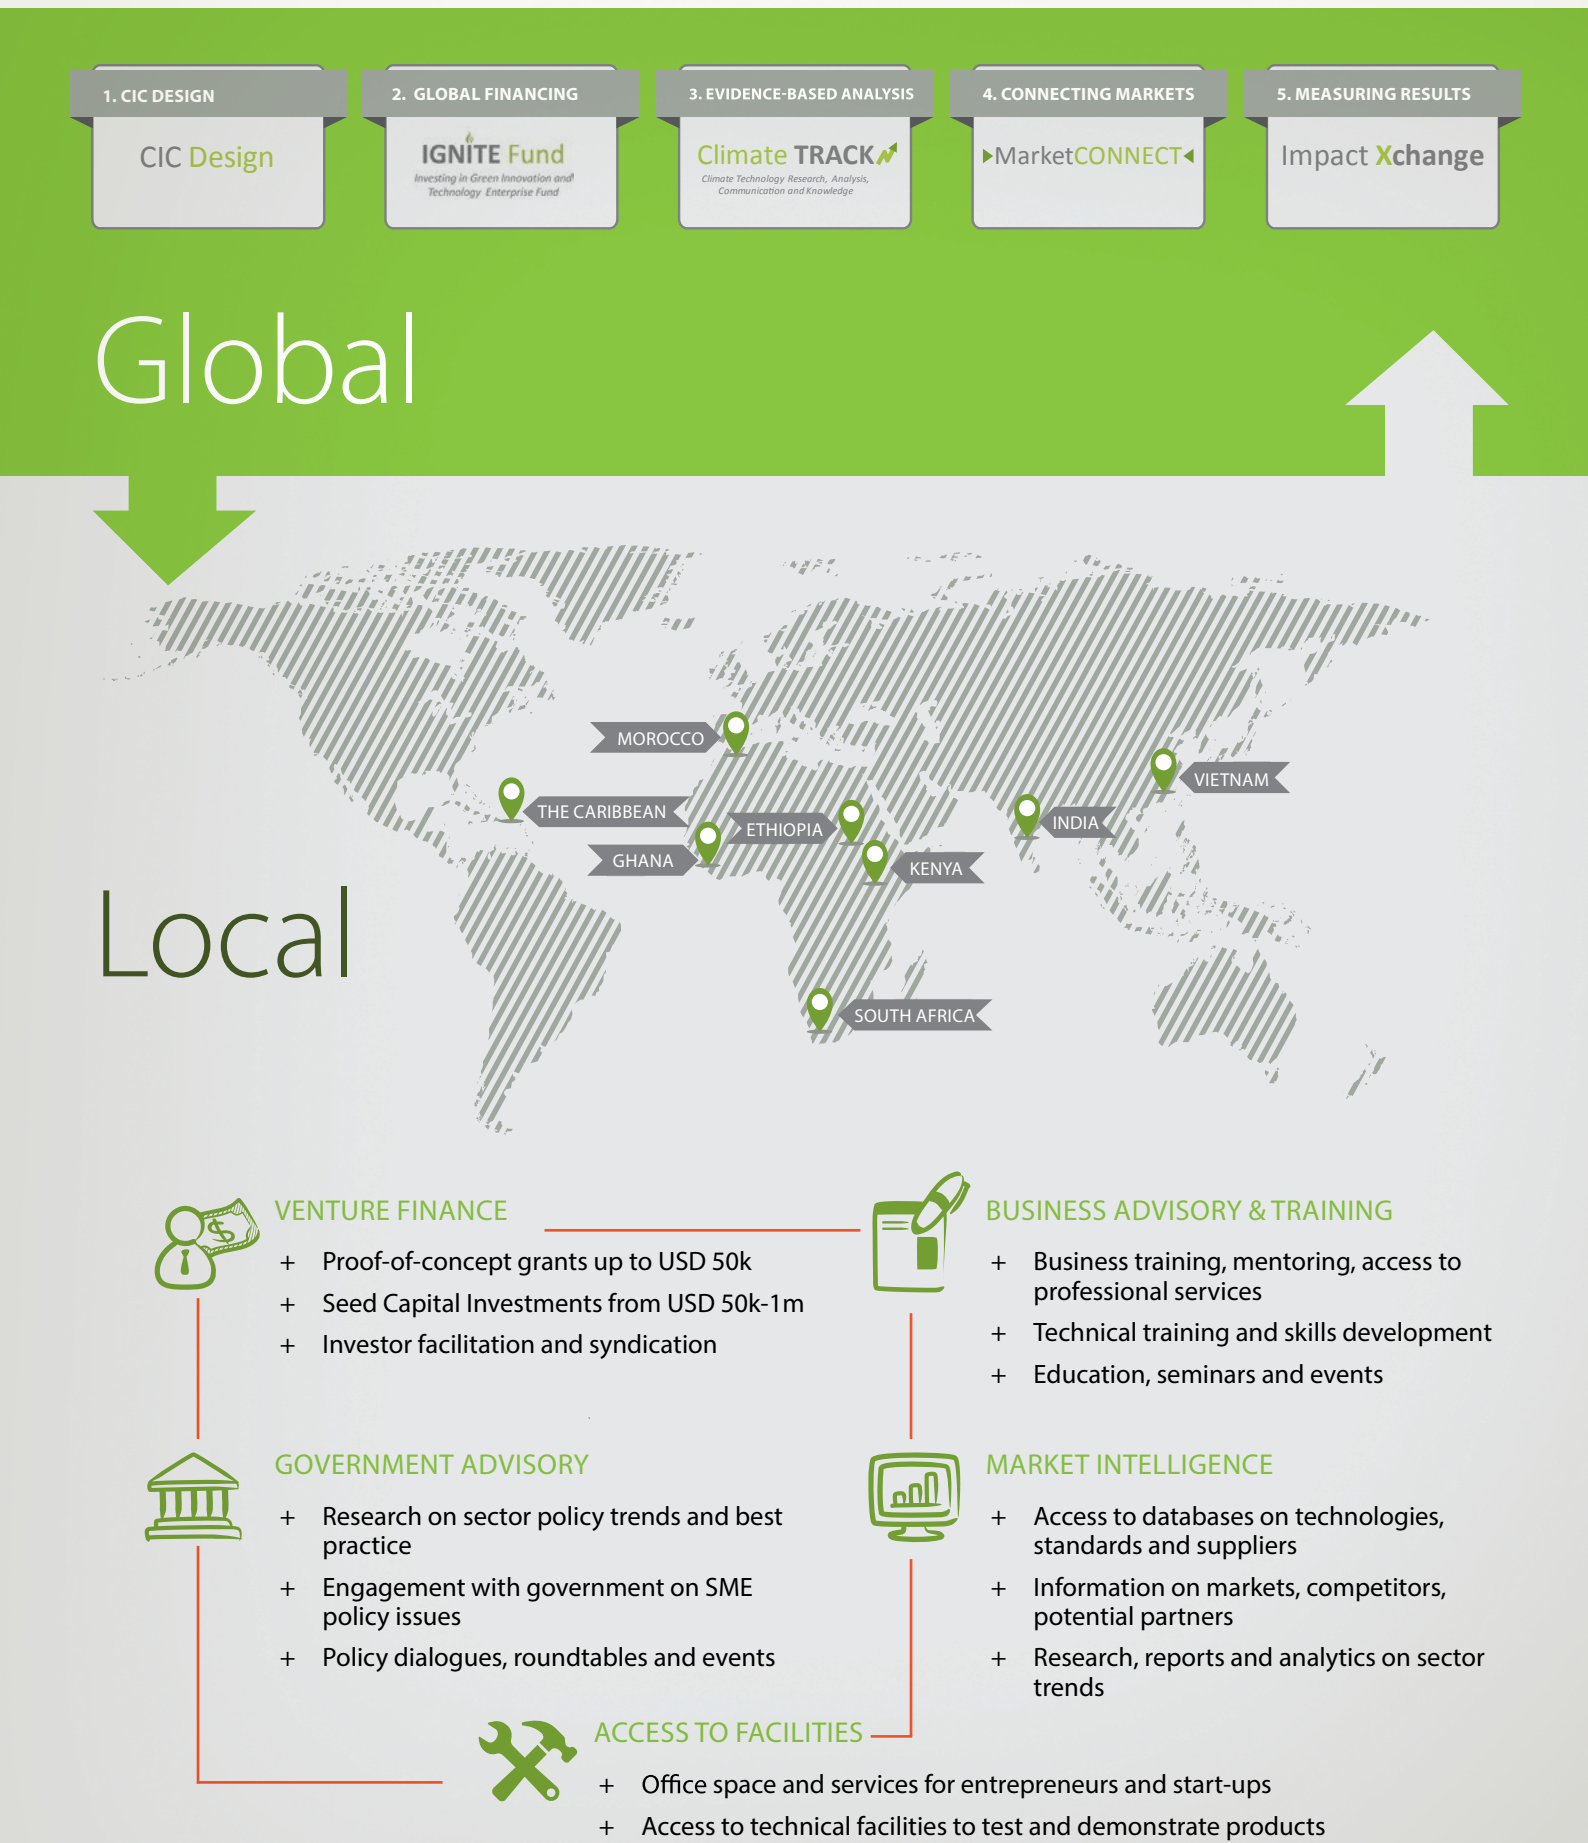 1. CIC DESIGN
CIC Design
2. GLOBAL FINANCING
IGNITE Fund
Investing in Green Innovation and
Technology Enterprise Fund
3. EVIDENCE-BASED ANALYSIS
Climate TRACK
Climate Technology Research, Analysis,
Communication and Knowledge
4. CONNECTING MARKETS
MarketCONNECT
5. MEASURING RESULTS
Impact Xchange
Global
MOROCCO
VIETNAM
THE CARIBBEAN
ETHIOPIA
INDIA
GHANA
KENYA
Local
SOUTH AFRICA
VENTURE FINANCE
+ Proof-of-concept grants up to USD 50k
+ Seed Capital Investments from USD 50k-1m
+ Investor facilitation and syndication
BUSINESS ADVISORY & TRAINING
+ Business training, mentoring, access to
professional services
+ Technical training and skills development
+ Education, seminars and events
GOVERNMENT ADVISORY
+ Research on sector policy trends and best
practice
+ Engagement with government on SME
policy issues
+ Policy dialogues, roundtables and events
MARKET INTELLIGENCE
+ Access to databases on technologies,
standards and suppliers
+ Information on markets, competitors,
potential partners
+ Research, reports and analytics on sector
trends
ACCESS TO FACILITIES
+ Office space and services for entrepreneurs and start-ups
+ Access to technical facilities to test and demonstrate products